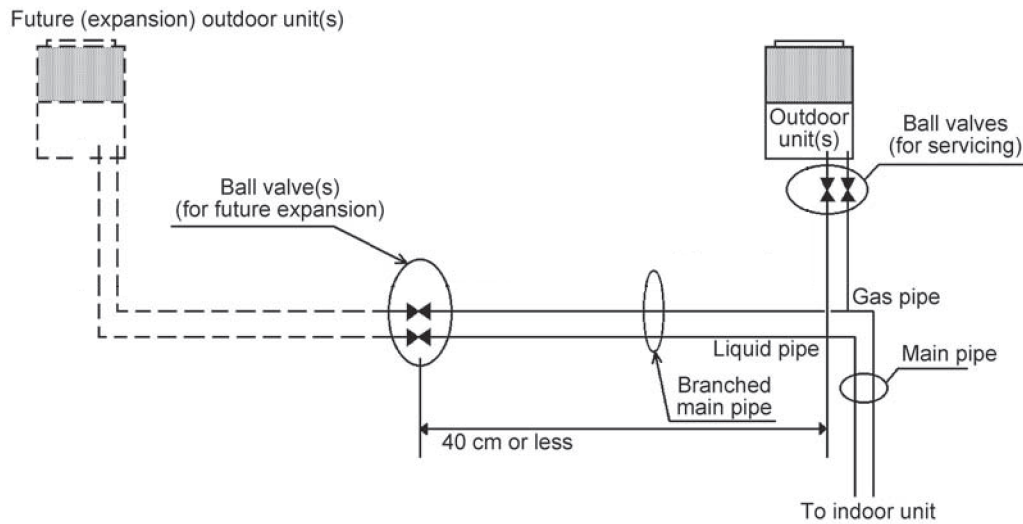 Future (expansion) outdoor unit(s)
Outdoor
unit(s)
Ball valves
(for servicing)
Ball valve(s)
(for future expansion)
Gas pipe
Liquid pipe
Main pipe
Branched
main pipe
40 cm or less
To indoor unit